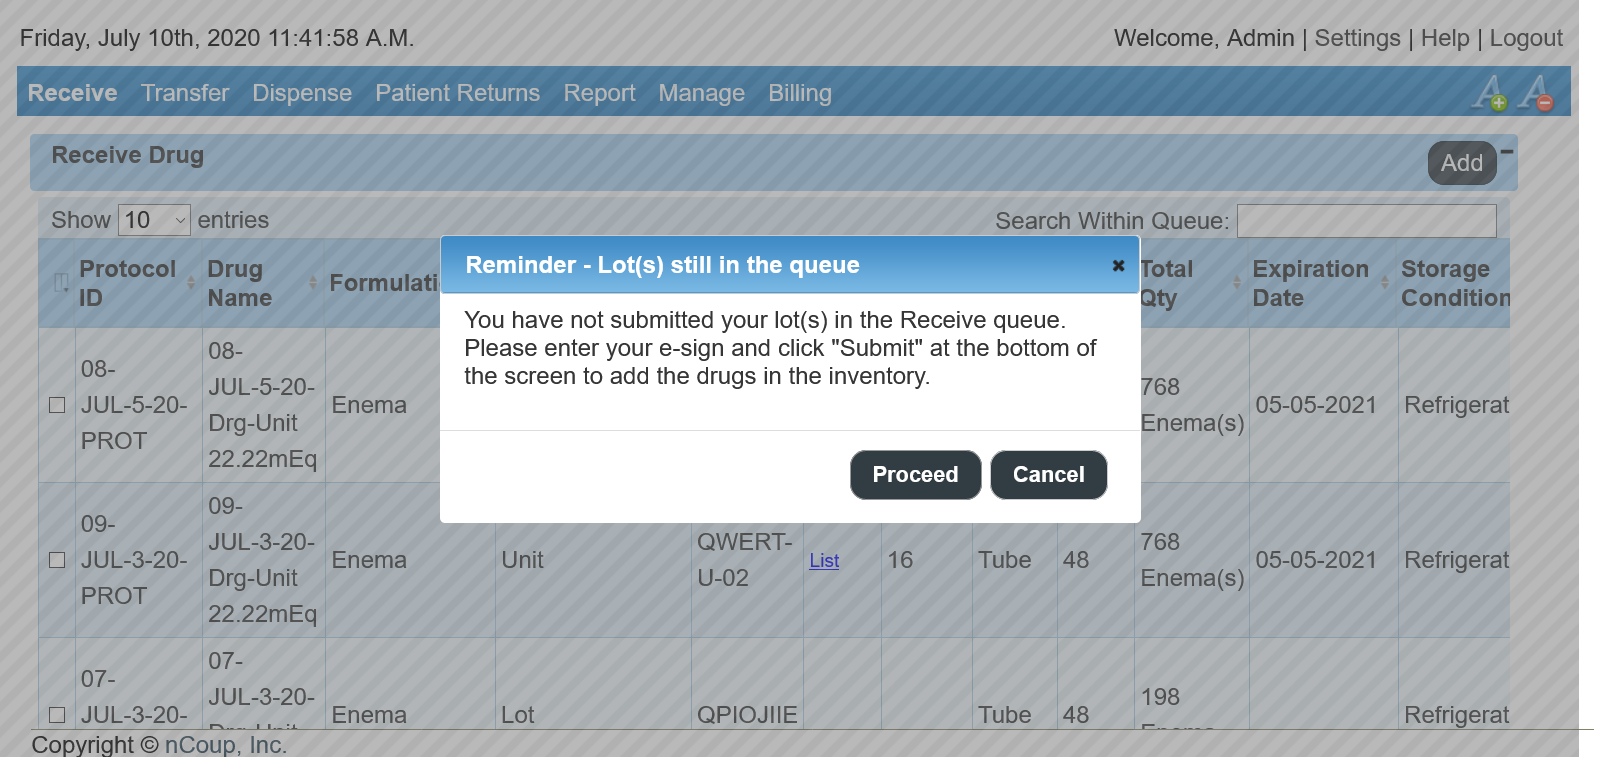 Friday, July 10th, 2020 11:41:58 A.M.
Welcome, Admin | Settings | Help | Logout
Receive Transfer Dispense Patient Returns Report Manage Billing
Receive Drug
Add
Show 10 entries
Search Within Queue:
Protocol ID
Drug Name
Formulati
Total Qty
Expiration Date
Storage Condition
Reminder - Lot(s) still in the queue
You have not submitted your lot(s) in the Receive queue.
Please enter your e-sign and click "Submit" at the bottom of
the screen to add the drugs in the inventory.
Proceed
Cancel
08-
JUL-5-20-
PROT
08-
JUL-5-20-
Drg-Unit
22.22mEq
Enema
768
Enema(s)
05-05-2021
Refrigerat
09-
JUL-3-20-
PROT
09-
JUL-3-20-
Drg-Unit
22.22mEq
Enema
Unit
QWERT-
U-02
List
16
Tube
48
768
Enema(s)
05-05-2021
Refrigerat
07-
JUL-3-20-
07-
JUL-3-20-
Enema
Lot
QPIOJIIE
Tube
48
198
Refrigerat
Copyright © nCoup, Inc.